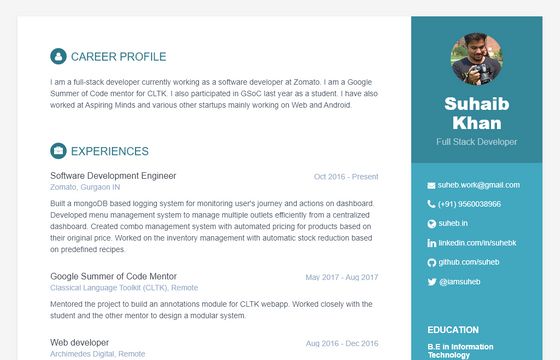 CAREER PROFILE
I am a full-stack developer currently working as a software developer at Zomato. I am a Google
Summer of Code mentor for CLTK. I also participated in GSoC last year as a student. I have also
worked at Aspiring Minds and various other startups mainly working on Web and Android.
EXPERIENCES
Software Development Engineer
Oct 2016 - Present
Zomato, Gurgaon IN
Built a mongoDB based logging system for monitoring user's journey and actions on dashboard.
Developed menu management system to manage multiple outlets efficiently from a centralized
dashboard. Created combo management system with automated pricing for products based on
their original price. Worked on the inventory management with automatic stock reduction based
on predefined recipes.
Google Summer of Code Mentor
May 2017 - Aug 2017
Classical Language Toolkit (CLTK), Remote
Mentored the project to build an annotations module for CLTK webapp. Worked closely with the
student and the other mentor to design a modular system.
Web developer
Aug 2016 - Dec 2016
Archimedes Digital, Remote
Suhaib
Khan
Full Stack Developer
suheb.work@gmail.com
(+91) 9560038966
suheb.in
linkedin.com/in/suhebk
github.com/suheb
@iamsuheb
EDUCATION
B.E in Information
Technology